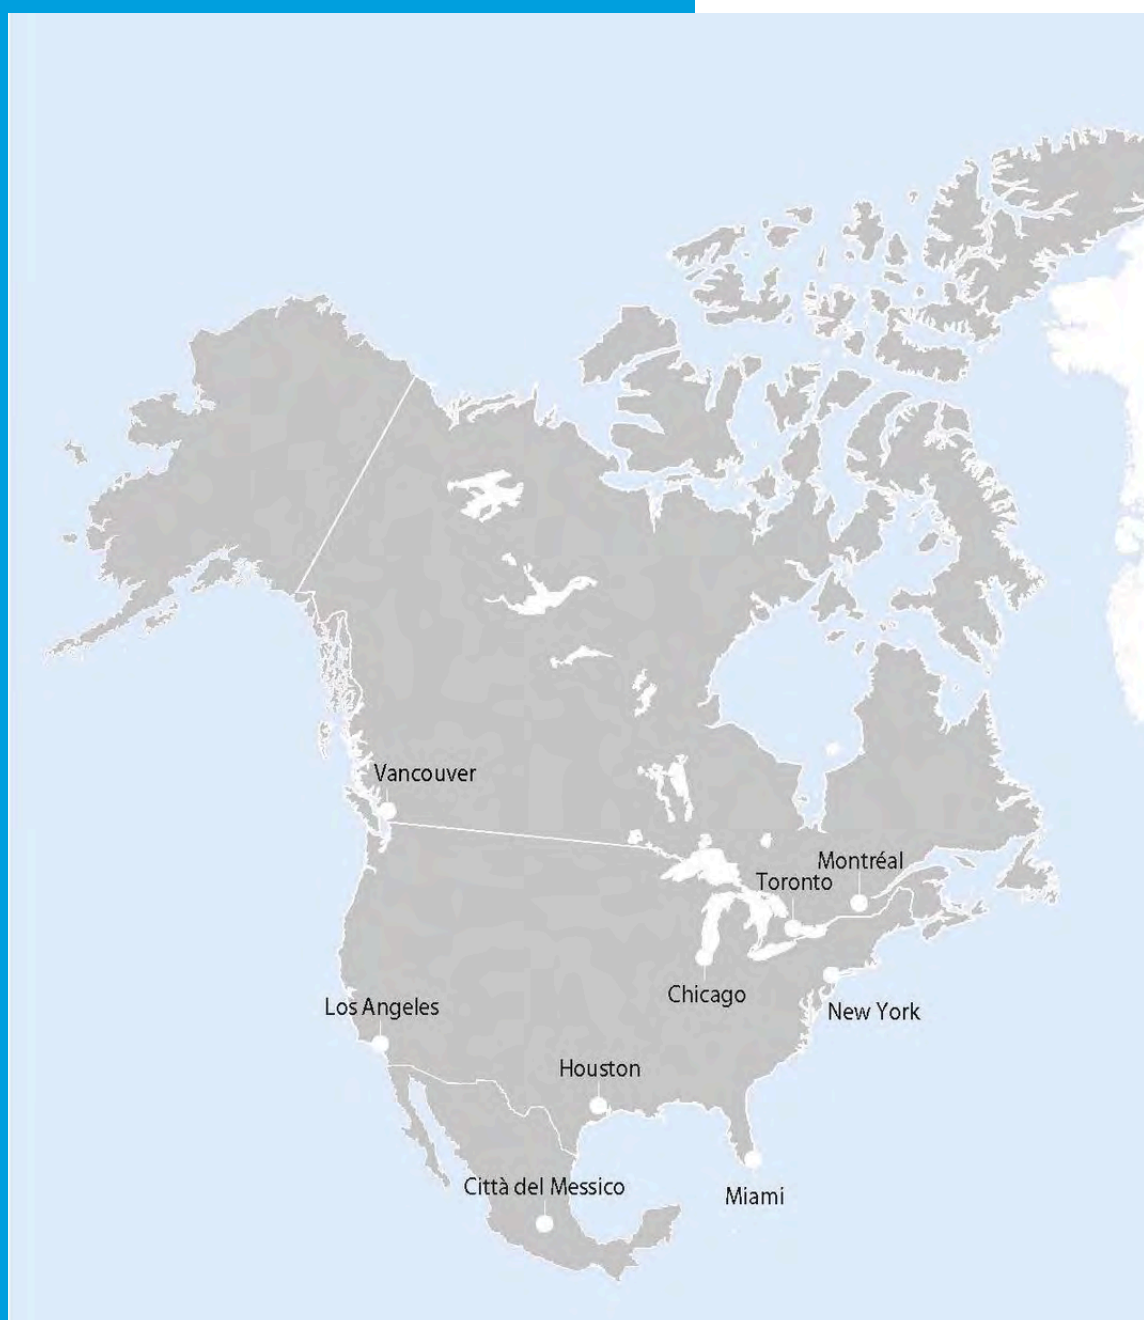 Vancouver
Montréal
Toronto
Chicago
New York
Los Angeles
Houston
Città del Messico
Miami